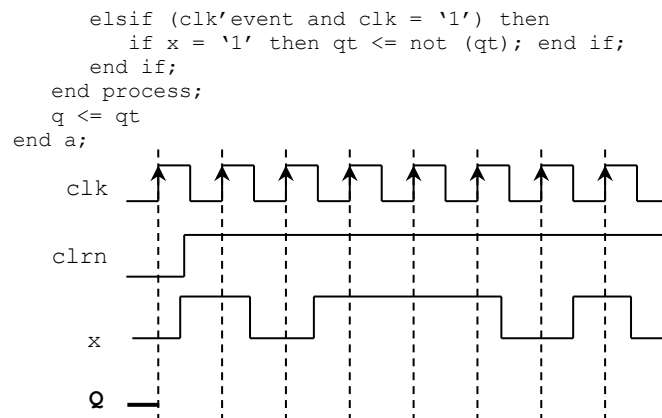 elsif (clk’event and clk = ‘1’) then
if x = ‘1’ then qt <= not (qt); end if;
end if;
end process;
q <= qt
end a;
clk
clrn
x
Q